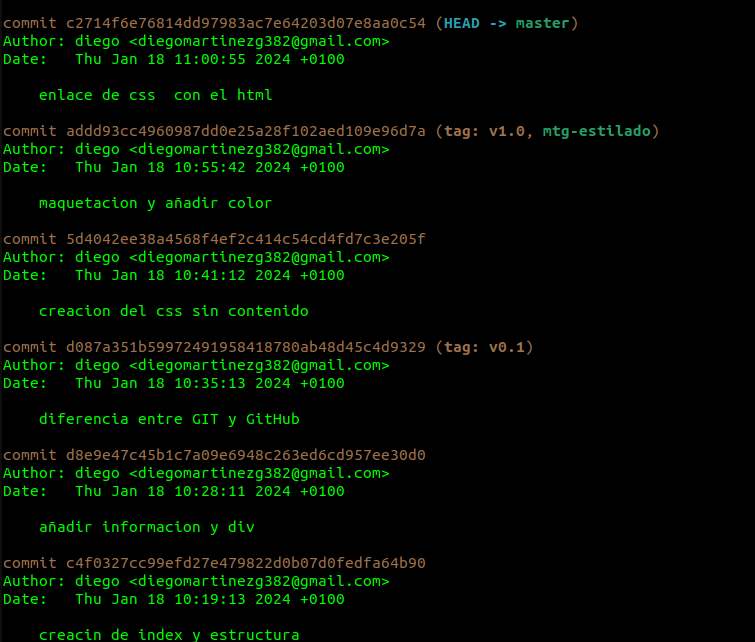 commit c2714f6e76814dd97983ac7e64203d07e8aa0c54 (HEAD -> master)
Author: diego <diegomartinezg382@gmail.com>
Date:   Thu Jan 18 11:00:55 2024 +0100
    enlace de css  con el html
commit addd93cc4960987dd0e25a28f102aed109e96d7a (tag: v1.0, mtg-estilado)
Author: diego <diegomartinezg382@gmail.com>
Date:   Thu Jan 18 10:55:42 2024 +0100
    maquetacion y añadir color
commit 5d4042ee38a4568f4ef2c414c54cd4fd7c3e205f
Author: diego <diegomartinezg382@gmail.com>
Date:   Thu Jan 18 10:41:12 2024 +0100
    creacion del css sin contenido
commit d087a351b59972491958418780ab48d45c4d9329 (tag: v0.1)
Author: diego <diegomartinezg382@gmail.com>
Date:   Thu Jan 18 10:35:13 2024 +0100
    diferencia entre GIT y GitHub
commit d8e9e47c45b1c7a09e6948c263ed6cd957ee30d0
Author: diego <diegomartinezg382@gmail.com>
Date:   Thu Jan 18 10:28:11 2024 +0100
    añadir informacion y div
commit c4f0327cc99efd27e479822d0b07d0fedfa64b90
Author: diego <diegomartinezg382@gmail.com>
Date:   Thu Jan 18 10:19:13 2024 +0100
    creacin de index y estructura